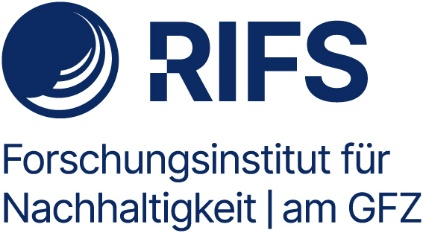 RIFS
Forschungsinstitut für
Nachhaltigkeit | am GFZ